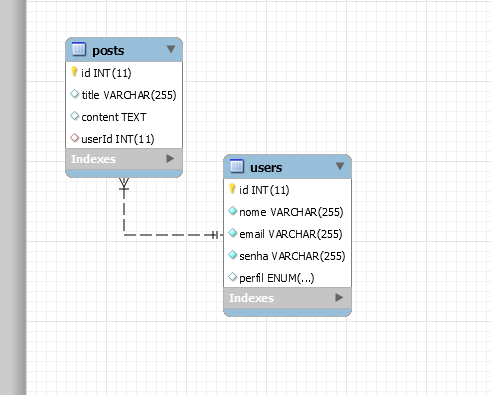 posts
id INT(11)
title VARCHAR(255)
content TEXT
userId INT(11)
Indexes
users
id INT(11)
nome VARCHAR(255)
email VARCHAR(255)
senha VARCHAR(255)
perfil ENUM(...)
Indexes